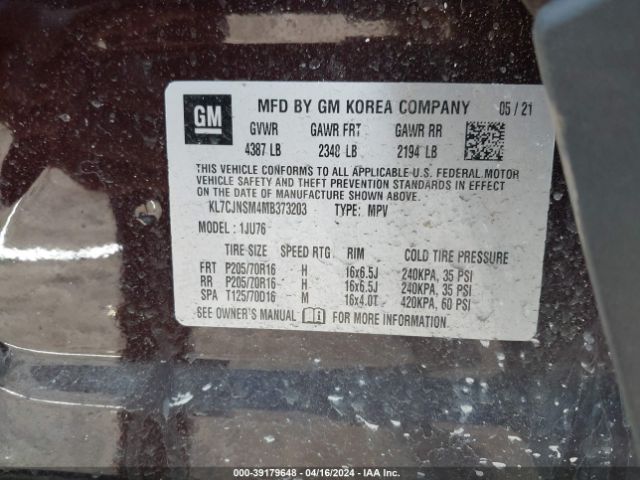 GM
MFD BY GM KOREA COMPANY 05 / 21
GVWR GAWR FRT GAWR RR
4387 LB 2348 LB 2194 LB
THIS VEHICLE CONFORMS TO ALL APPLICABLE U.S. FEDERAL MOTOR
VEHICLE SAFETY AND THEFT PREVENTION STANDARDS IN EFFECT
ON THE DATE OF MANUFACTURE SHOWN ABOVE.
KL7CJNSM4MB373203 TYPE: MPV
MODEL : 1JU76
TIRE SIZE SPEED RTG RIM COLD TIRE PRESSURE
FRT P205/70R16 H 16x6.5J 240KPA, 35 PSI
RR P205/70R16 H 16x6.5J 240KPA, 35 PSI
SPA T125/70D16 M 16x4.0T 420KPA, 60 PSI
SEE OWNER'S MANUAL FOR MORE INFORMATION.
000-39179648 - 04/16/2024 - IAA Inc.